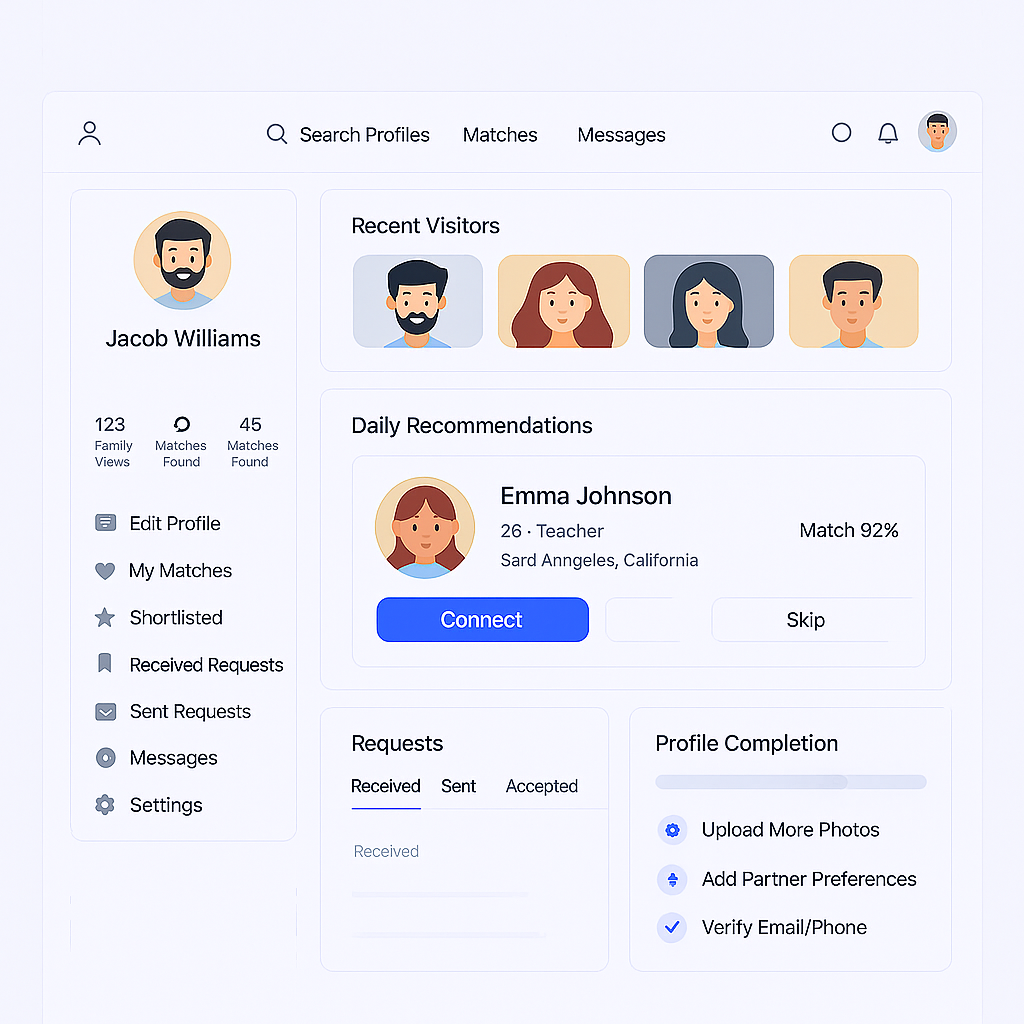 Search Profiles
Matches
Messages
Jacob Williams
123
45
Family
Views
Matches
Found
Matches
Found
Edit Profile
My Matches
Shortlisted
Received Requests
Sent Requests
Messages
Settings
Recent Visitors
Daily Recommendations
Emma Johnson
26 · Teacher
Sard Anngeles, California
Match 92%
Connect
Skip
Requests
Received
Sent
Accepted
Received
Profile Completion
Upload More Photos
Add Partner Preferences
Verify Email/Phone